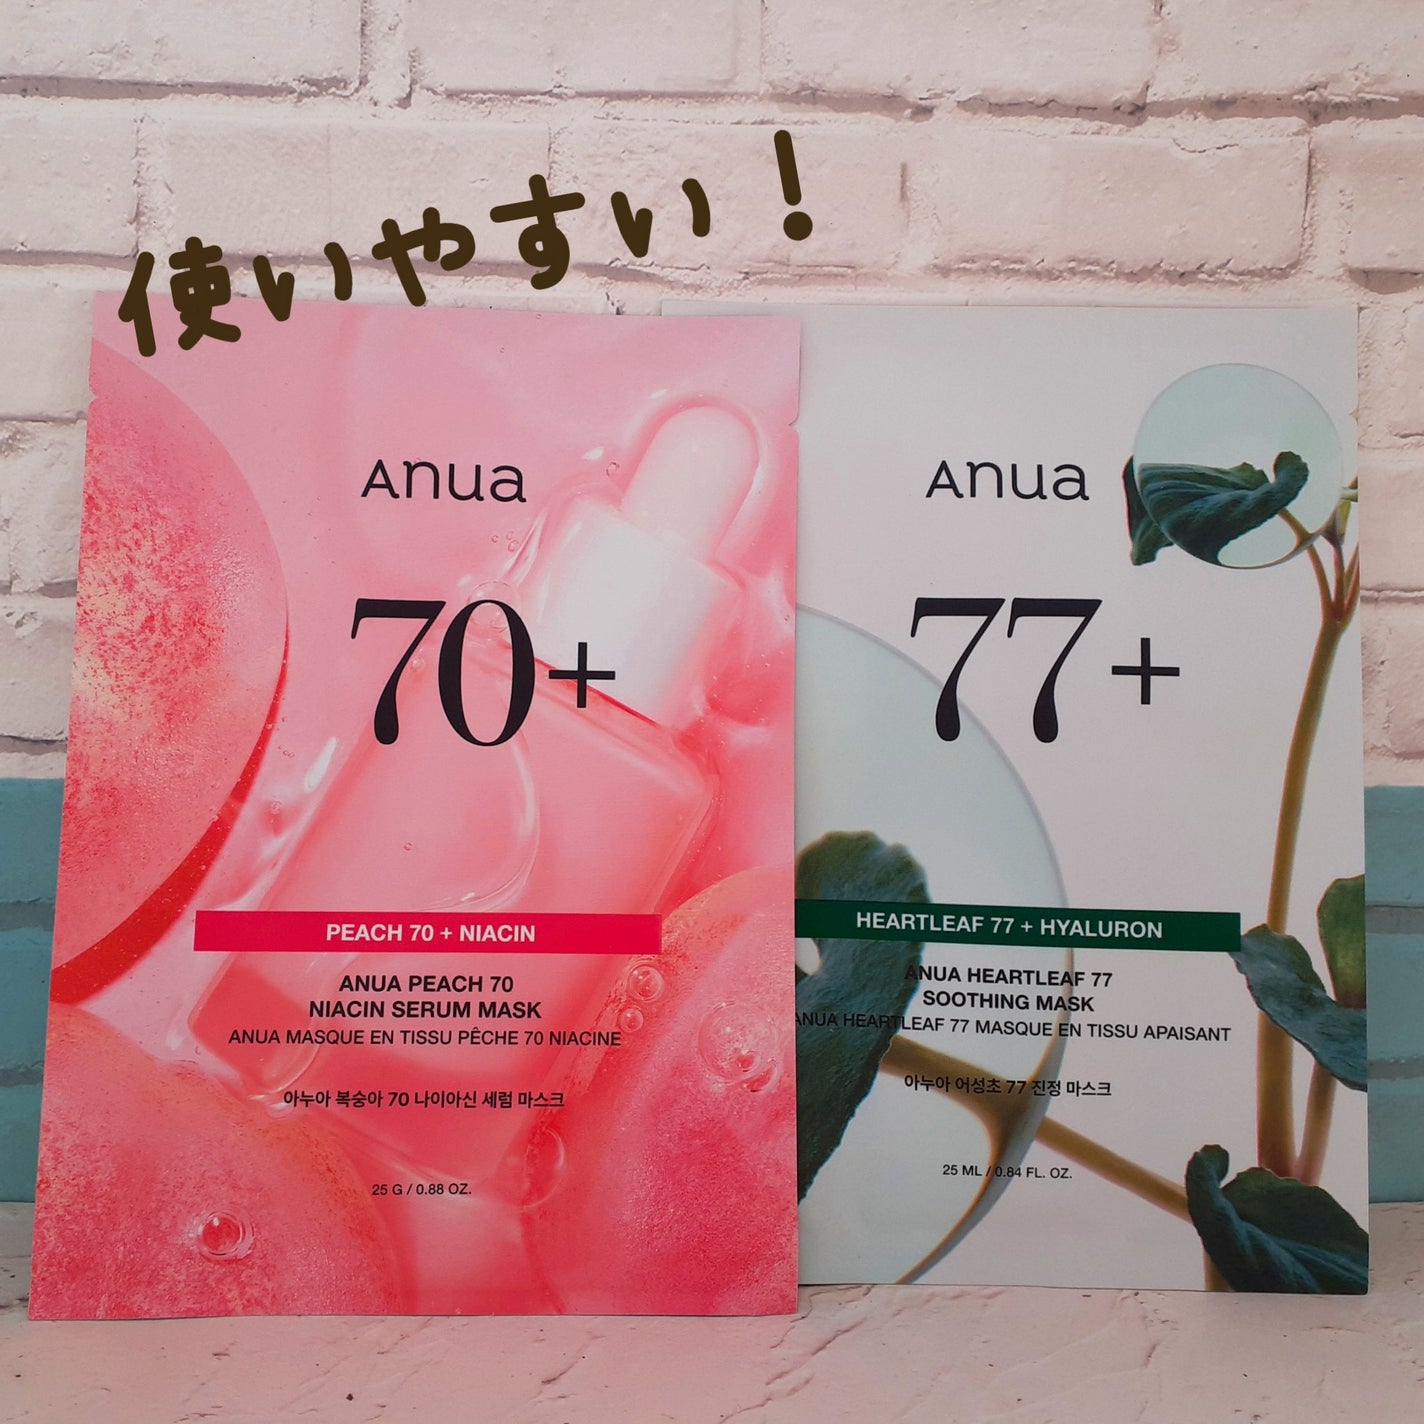 使いやすい!
Anua
70+
PEACH 70 + NIACIN
ANUA PEACH 70
NIACIN SERUM MASK
ANUA MASQUE EN TISSU PÊCHE 70 NIACINE
아누아 복숭아 70 나이아신 세럼 마스크
25 G / 0.88 OZ.
Anua
77+
HEARTLEAF 77 + HYALURON
ANUA HEARTLEAF 77
SOOTHING MASK
ANUA HEARTLEAF 77 MASQUE EN TISSU APAISANT
아누아 어성초 77 진정 마스크
25 ML / 0.84 FL. OZ.